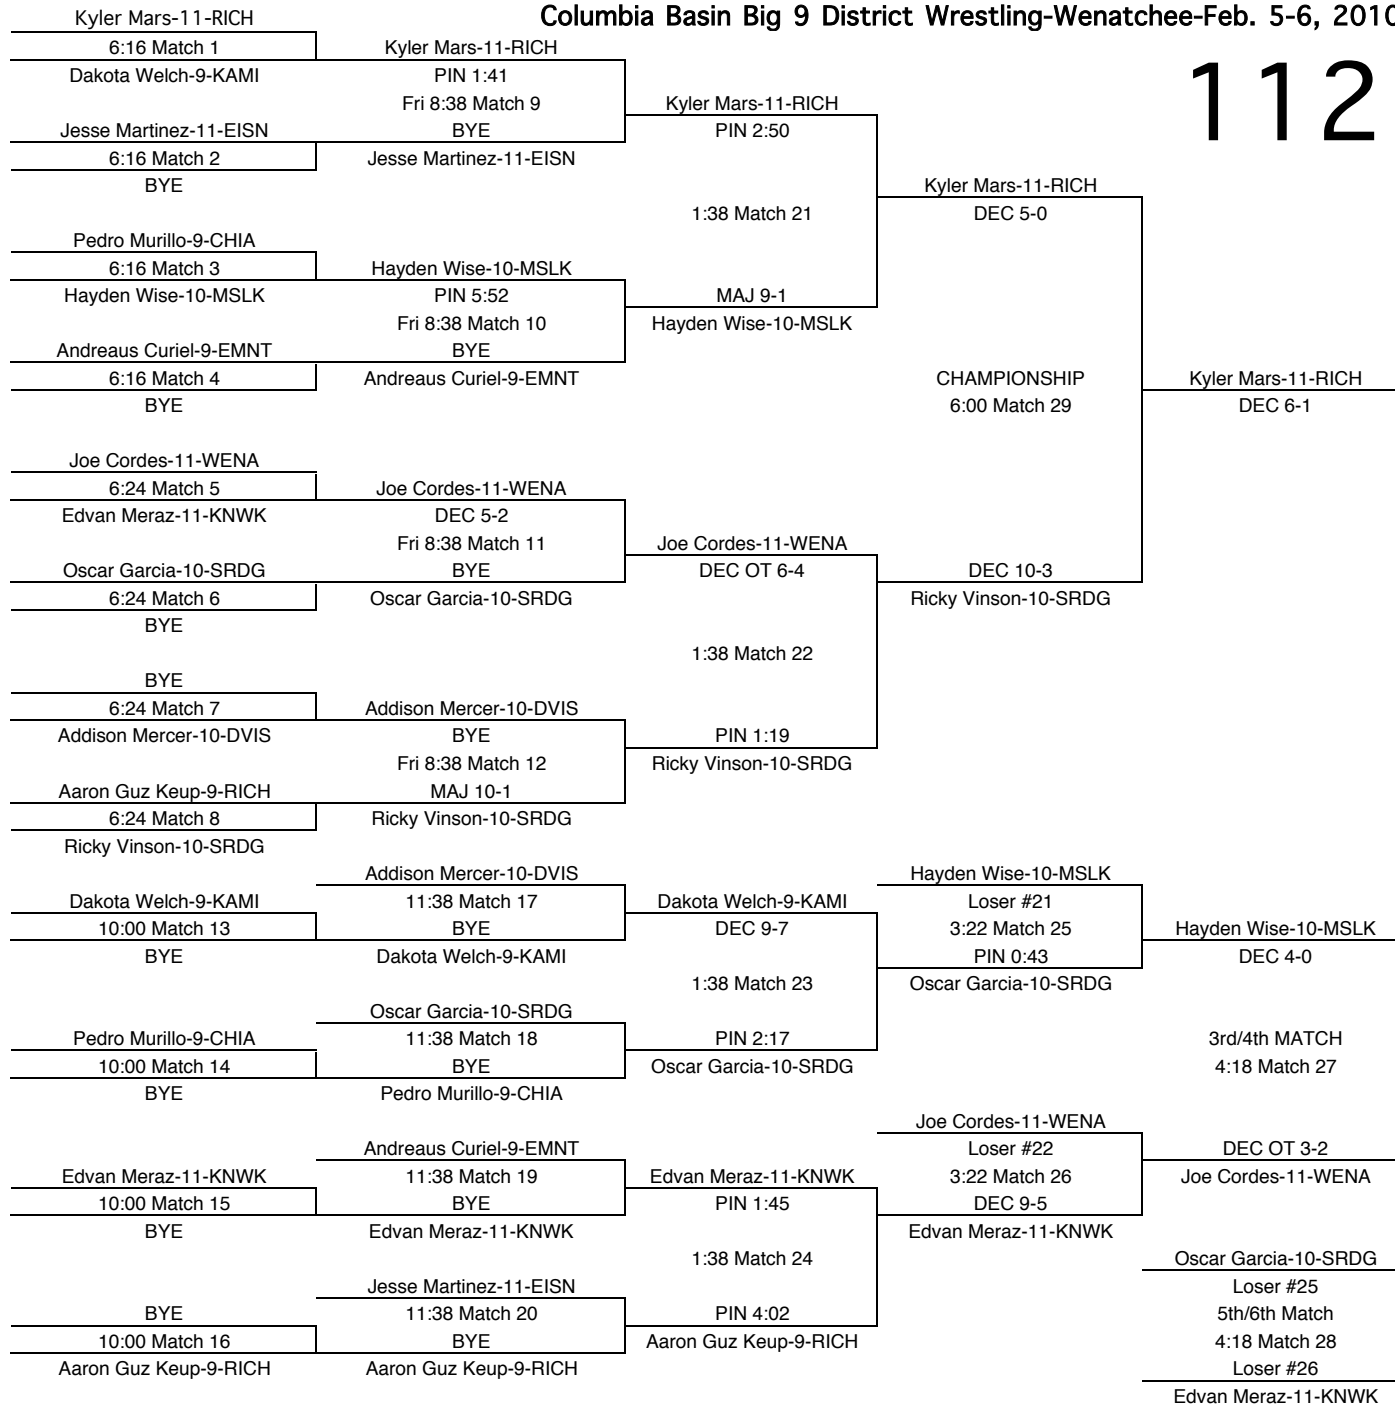 Columbia Basin Big 9 District Wrestling-Wenatchee-Feb. 5-6, 2010
112
Kyler Mars-11-RICH
6:16 Match 1
Dakota Welch-9-KAMI
Jesse Martinez-11-EISN
6:16 Match 2
BYE
Pedro Murillo-9-CHIA
6:16 Match 3
Hayden Wise-10-MSLK
Andreaus Curiel-9-EMNT
6:16 Match 4
BYE
Joe Cordes-11-WENA
6:24 Match 5
Edvan Meraz-11-KNWK
Oscar Garcia-10-SRDG
6:24 Match 6
BYE
BYE
6:24 Match 7
Addison Mercer-10-DVIS
Aaron Guz Keup-9-RICH
6:24 Match 8
Ricky Vinson-10-SRDG
Kyler Mars-11-RICH
PIN 1:41
Fri 8:38 Match 9
BYE
Jesse Martinez-11-EISN
Hayden Wise-10-MSLK
PIN 5:52
Fri 8:38 Match 10
BYE
Andreaus Curiel-9-EMNT
Joe Cordes-11-WENA
DEC 5-2
Fri 8:38 Match 11
BYE
Oscar Garcia-10-SRDG
Addison Mercer-10-DVIS
BYE
Fri 8:38 Match 12
MAJ 10-1
Ricky Vinson-10-SRDG
Kyler Mars-11-RICH
PIN 2:50
1:38 Match 21
MAJ 9-1
Hayden Wise-10-MSLK
Joe Cordes-11-WENA
DEC OT 6-4
1:38 Match 22
PIN 1:19
Ricky Vinson-10-SRDG
Kyler Mars-11-RICH
DEC 5-0
CHAMPIONSHIP
6:00 Match 29
DEC 10-3
Ricky Vinson-10-SRDG
Kyler Mars-11-RICH
DEC 6-1
Dakota Welch-9-KAMI
10:00 Match 13
BYE
Pedro Murillo-9-CHIA
10:00 Match 14
BYE
Edvan Meraz-11-KNWK
10:00 Match 15
BYE
BYE
10:00 Match 16
Aaron Guz Keup-9-RICH
Addison Mercer-10-DVIS
11:38 Match 17
BYE
Dakota Welch-9-KAMI
Oscar Garcia-10-SRDG
11:38 Match 18
BYE
Pedro Murillo-9-CHIA
Andreaus Curiel-9-EMNT
11:38 Match 19
BYE
Edvan Meraz-11-KNWK
Jesse Martinez-11-EISN
11:38 Match 20
BYE
Aaron Guz Keup-9-RICH
Dakota Welch-9-KAMI
DEC 9-7
1:38 Match 23
PIN 2:17
Oscar Garcia-10-SRDG
Edvan Meraz-11-KNWK
PIN 1:45
1:38 Match 24
PIN 4:02
Aaron Guz Keup-9-RICH
Hayden Wise-10-MSLK
Loser #21
3:22 Match 25
PIN 0:43
Oscar Garcia-10-SRDG
Joe Cordes-11-WENA
Loser #22
3:22 Match 26
DEC 9-5
Edvan Meraz-11-KNWK
Hayden Wise-10-MSLK
DEC 4-0
3rd/4th MATCH
4:18 Match 27
DEC OT 3-2
Joe Cordes-11-WENA
Oscar Garcia-10-SRDG
Loser #25
5th/6th Match
4:18 Match 28
Loser #26
Edvan Meraz-11-KNWK